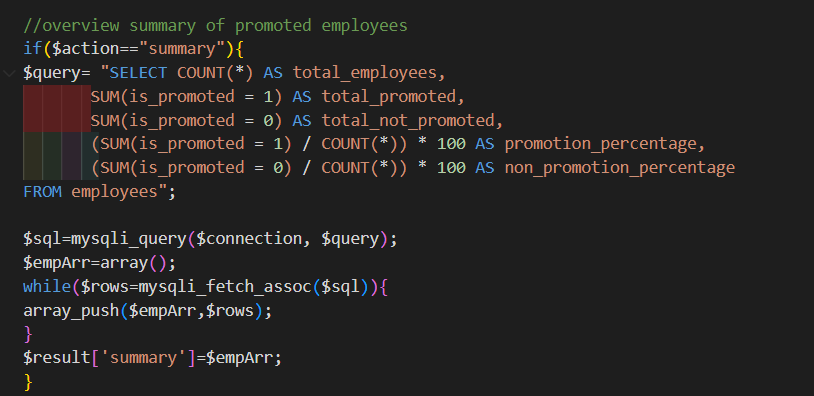 //overview summary of promoted employees
if($action=="summary"){
$query= "SELECT COUNT(*) AS total_employees,
SUM(is_promoted = 1) AS total_promoted,
SUM(is_promoted = 0) AS total_not_promoted,
(SUM(is_promoted = 1) / COUNT(*)) * 100 AS promotion_percentage,
(SUM(is_promoted = 0) / COUNT(*)) * 100 AS non_promotion_percentage
FROM employees";
$sql=mysqli_query($connection, $query);
$empArr=array();
while($rows=mysqli_fetch_assoc($sql)){
array_push($empArr,$rows);
}
$result['summary']=$empArr;
}